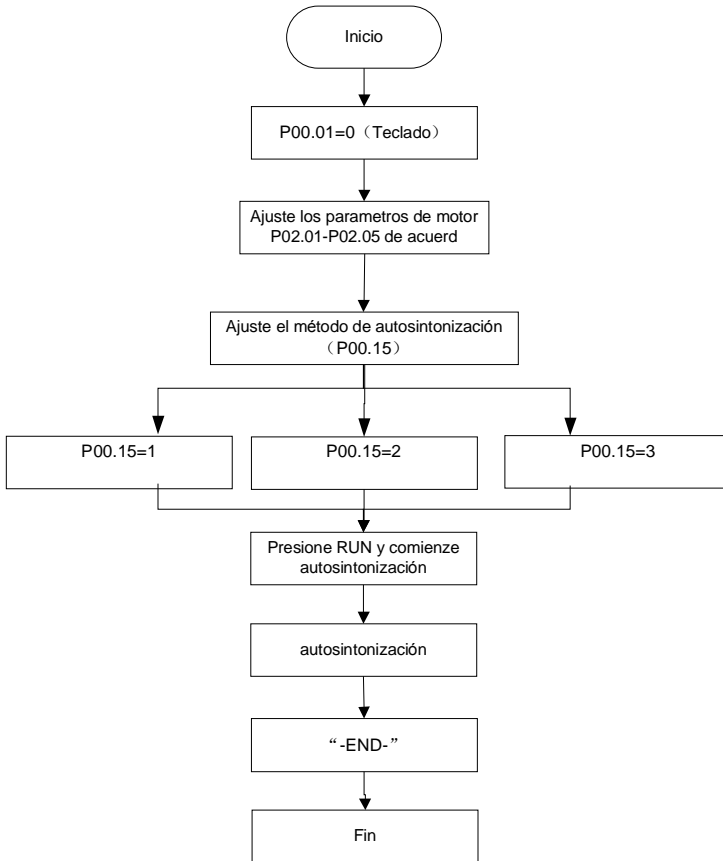 Inicio
P00.01=0（Teclado）
Ajuste los parametros de motor
P02.01-P02.05 de acuerd
Ajuste el método de autosintonización
（P00.15）
P00.15=1
P00.15=2
P00.15=3
Presione RUN y comienze
autosintonización
autosintonización
“-END-”
Fin